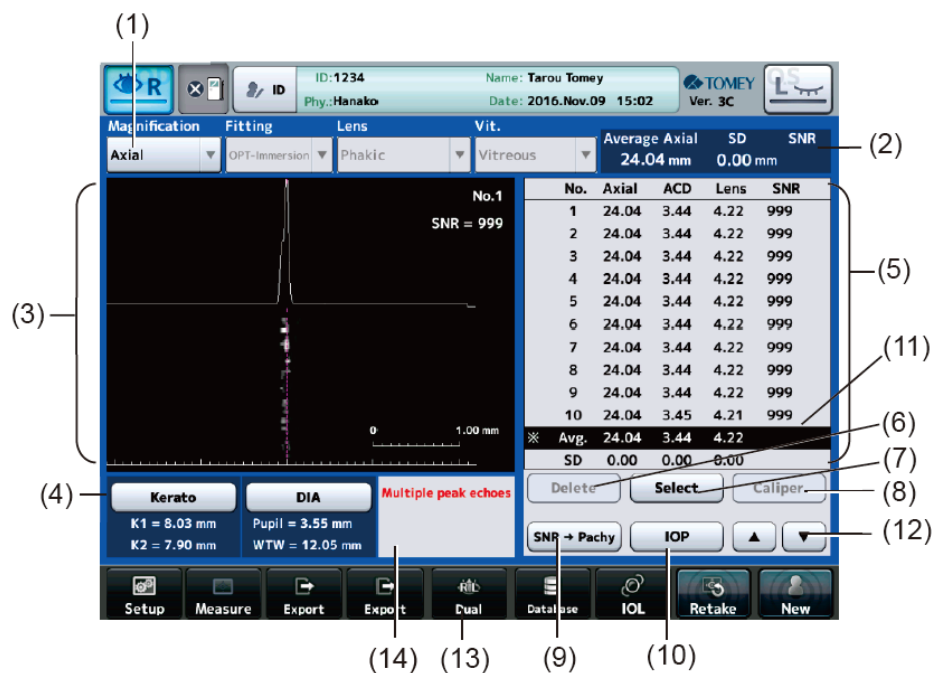 (1)
R
ID
ID:1234
Name: Tarou Tomey
Phy.:Hanako
Date: 2016.Nov.09 15:02
TOMEY
Ver. 3C
L
Magnification Fitting Lens Vit.
Axial OPT-Immersion Phakic Vitreous
Average Axial SD SNR
24.04 mm 0.00 mm
(2)
No.1
SNR = 999
0 1.00 mm
(3)
No. Axial ACD Lens SNR
1 24.04 3.44 4.22 999
2 24.04 3.44 4.22 999
3 24.04 3.44 4.22 999
4 24.04 3.44 4.22 999
5 24.04 3.44 4.22 999
6 24.04 3.44 4.22 999
7 24.04 3.44 4.22 999
8 24.04 3.44 4.22 999
9 24.04 3.44 4.22 999
10 24.04 3.45 4.21 999
※ Avg. 24.04 3.44 4.22
SD 0.00 0.00 0.00
(5)
(11)
(6)
(7)
(8)
(12)
(4)
Kerato
K1 = 8.03 mm
K2 = 7.90 mm
DIA
Pupil = 3.55 mm
WTW = 12.05 mm
Multiple peak echoes
Delete Select Caliper
SNR → Pachy IOP ▲ ▼
Setup Measure Export Export Dual Database IOL Retake New
(14) (13) (9) (10)